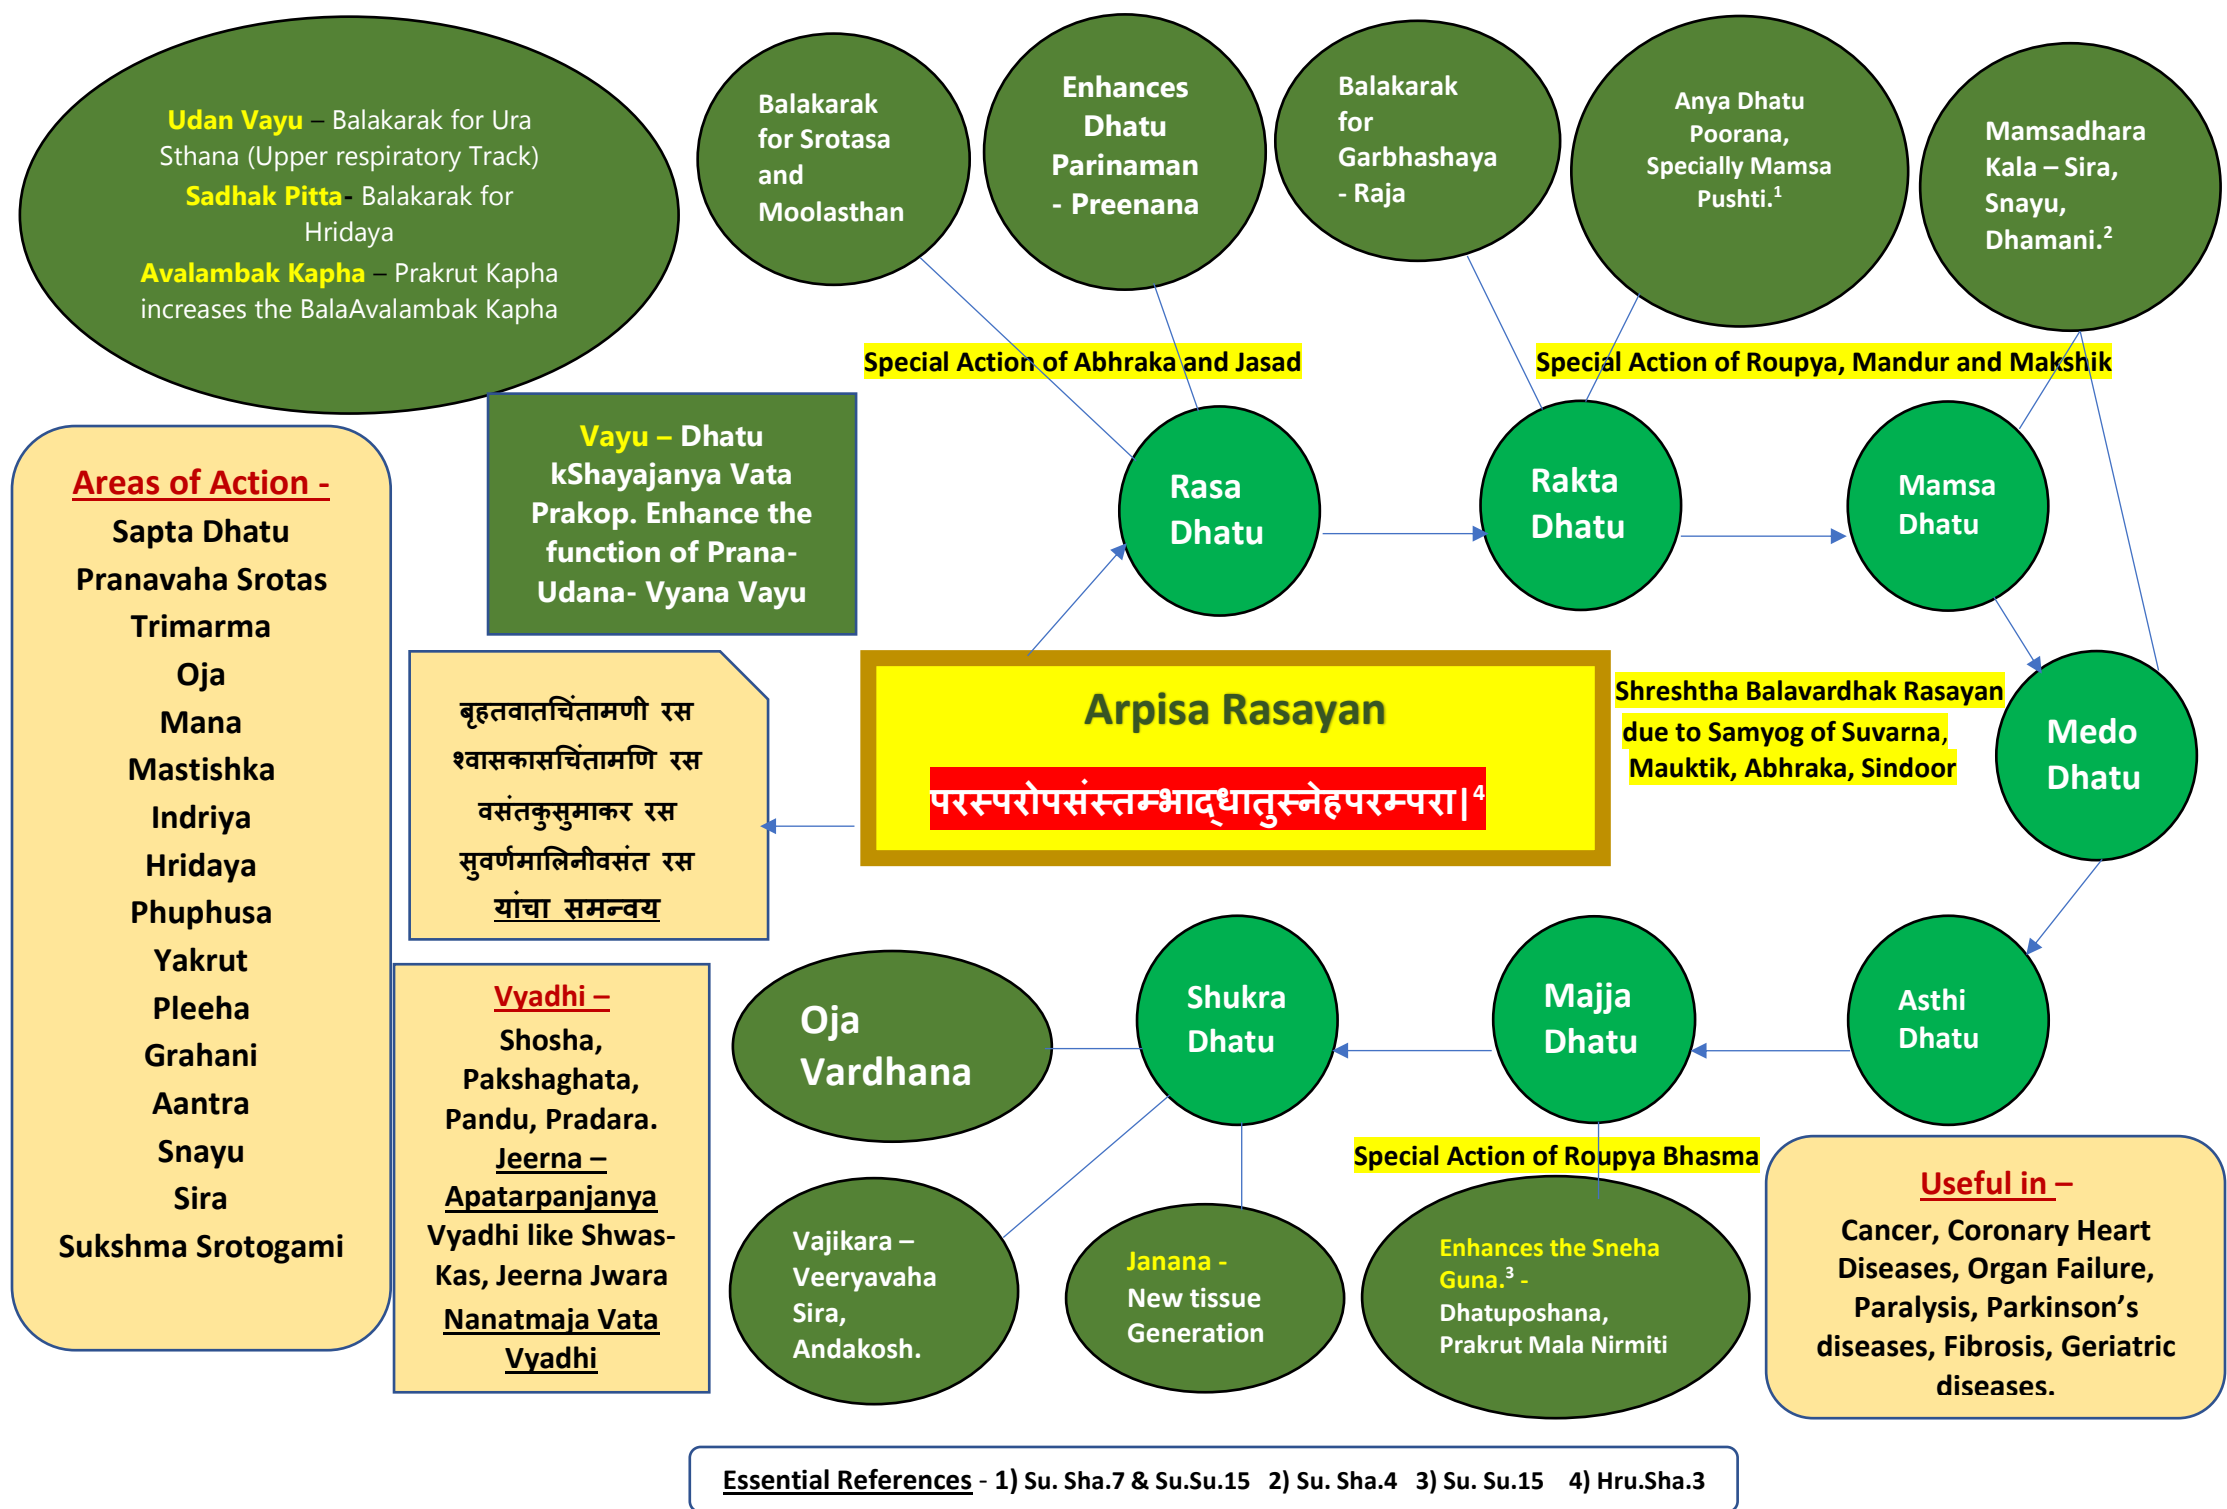 Udan Vayu – Balakarak for Ura
Sthana (Upper respiratory Track)
Sadhak Pitta- Balakarak for
Hridaya
Avalambak Kapha – Prakrut Kapha
increases the BalaAvalambak Kapha
Balakarak
for Srotasa
and
Moolasthan
Enhances
Dhatu
Parinaman
- Preenana
Balakarak
for
Garbhashaya
- Raja
Anya Dhatu
Poorana,
Specially Mamsa
Pushti.1
Mamsadhara
Kala – Sira,
Snayu,
Dhamani.2
Special Action of Abhraka and Jasad
Special Action of Roupya, Mandur and Makshik
Vayu – Dhatu
kShayajanya Vata
Prakop. Enhance the
function of Prana-
Udana- Vyana Vayu
Rasa
Dhatu
Rakta
Dhatu
Mamsa
Dhatu
Areas of Action -
Sapta Dhatu
Pranavaha Srotas
Trimarma
Oja
Mana
Mastishka
Indriya
Hridaya
Phuphusa
Yakrut
Pleeha
Grahani
Aantra
Snayu
Sira
Sukshma Srotogami
बृहतवातचिंतामणी रस
श्वासकासचिंतामणि रस
वसंतकुसुमाकर रस
सुवर्णमालिनीवसंत रस
यांचा समन्वय
Arpisa Rasayan
परस्परोपसंस्तम्भाद्धातुस्नेहपरम्परा|4
Shreshtha Balavardhak Rasayan
due to Samyog of Suvarna,
Mauktik, Abhraka, Sindoor
Medo
Dhatu
Vyadhi –
Shosha,
Pakshaghata,
Pandu, Pradara.
Jeerna –
Apatarpanjanya
Vyadhi like Shwas-
Kas, Jeerna Jwara
Nanatmaja Vata
Vyadhi
Oja
Vardhana
Shukra
Dhatu
Majja
Dhatu
Asthi
Dhatu
Special Action of Roupya Bhasma
Vajikara –
Veeryavaha
Sira,
Andakosh.
Janana -
New tissue
Generation
Enhances the Sneha
Guna.3 -
Dhatuposhana,
Prakrut Mala Nirmiti
Useful in –
Cancer, Coronary Heart
Diseases, Organ Failure,
Paralysis, Parkinson’s
diseases, Fibrosis, Geriatric
diseases.
Essential References - 1) Su. Sha.7 & Su.Su.15 2) Su. Sha.4 3) Su. Su.15 4) Hru.Sha.3